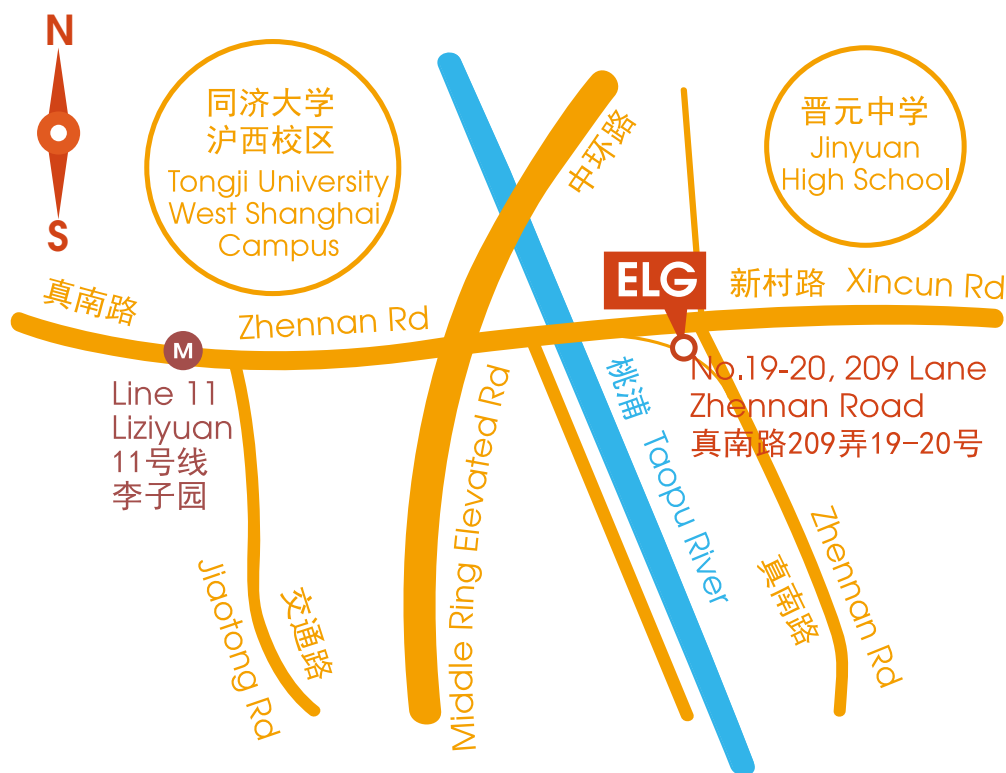 N
S
同济大学
沪西校区
Tongji University
West Shanghai
Campus
晋元中学
Jinyuan
High School
中环路
ELG
新村路 Xincun Rd
真南路
Zhennan Rd
M
Line 11
Liziyuan
11号线
李子园
No.19-20, 209 Lane
Zhennan Road
真南路209弄19-20号
Middle Ring Elevated Rd
桃浦 Taopu River
Jiaotong Rd
交通路
真南路
Zhennan Rd